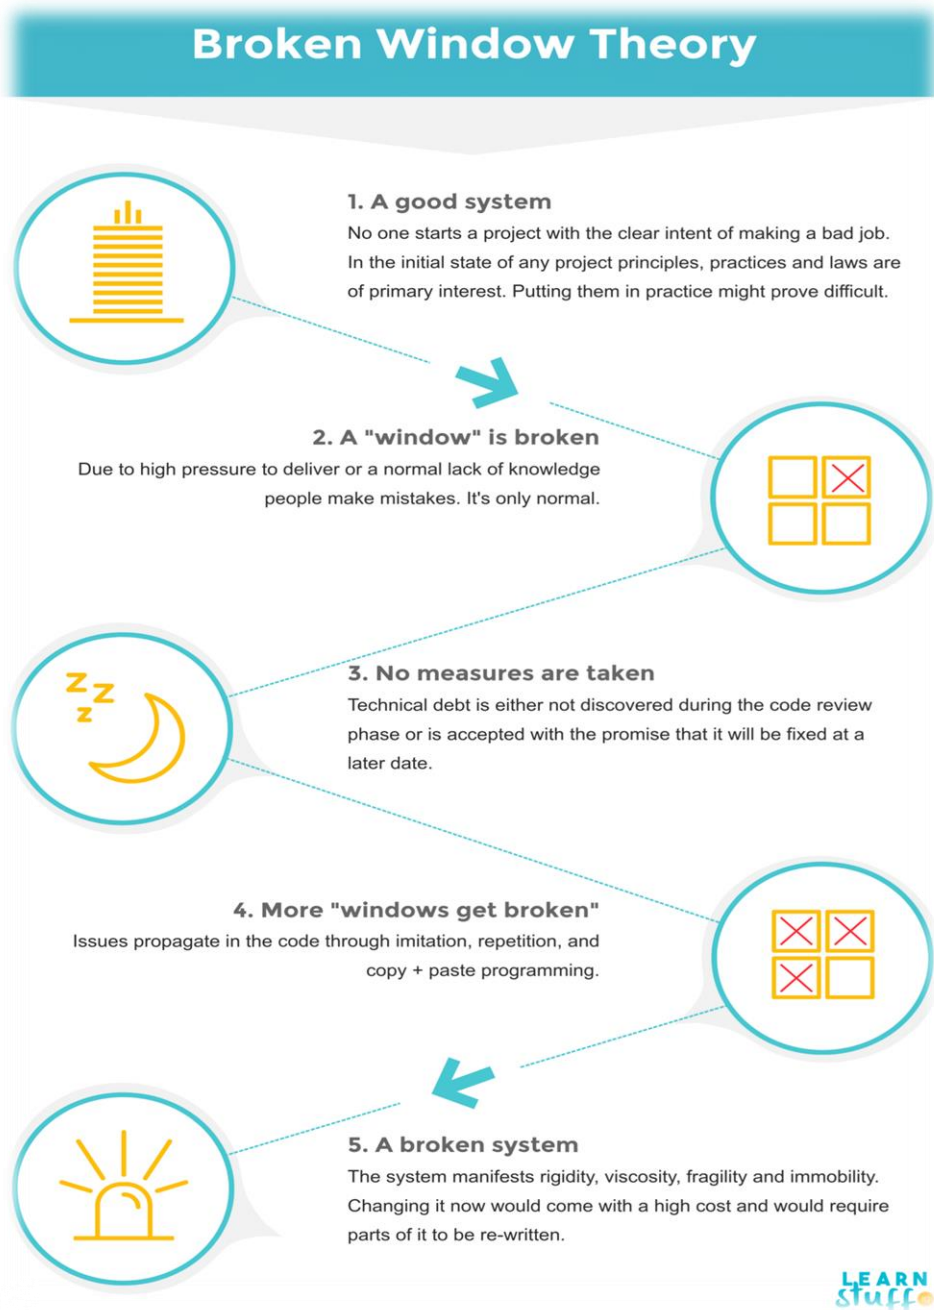 Broken Window Theory
1. A good system
No one starts a project with the clear intent of making a bad job.
In the initial state of any project principles, practices and laws are
of primary interest. Putting them in practice might prove difficult.
2. A "window" is broken
Due to high pressure to deliver or a normal lack of knowledge
people make mistakes. It's only normal.
Z Z
z
3. No measures are taken
Technical debt is either not discovered during the code review
phase or is accepted with the promise that it will be fixed at a
later date.
4. More "windows get broken"
Issues propagate in the code through imitation, repetition, and
copy + paste programming.
5. A broken system
The system manifests rigidity, viscosity, fragility and immobility.
Changing it now would come with a high cost and would require
parts of it to be re-written.
LEARN
stuff